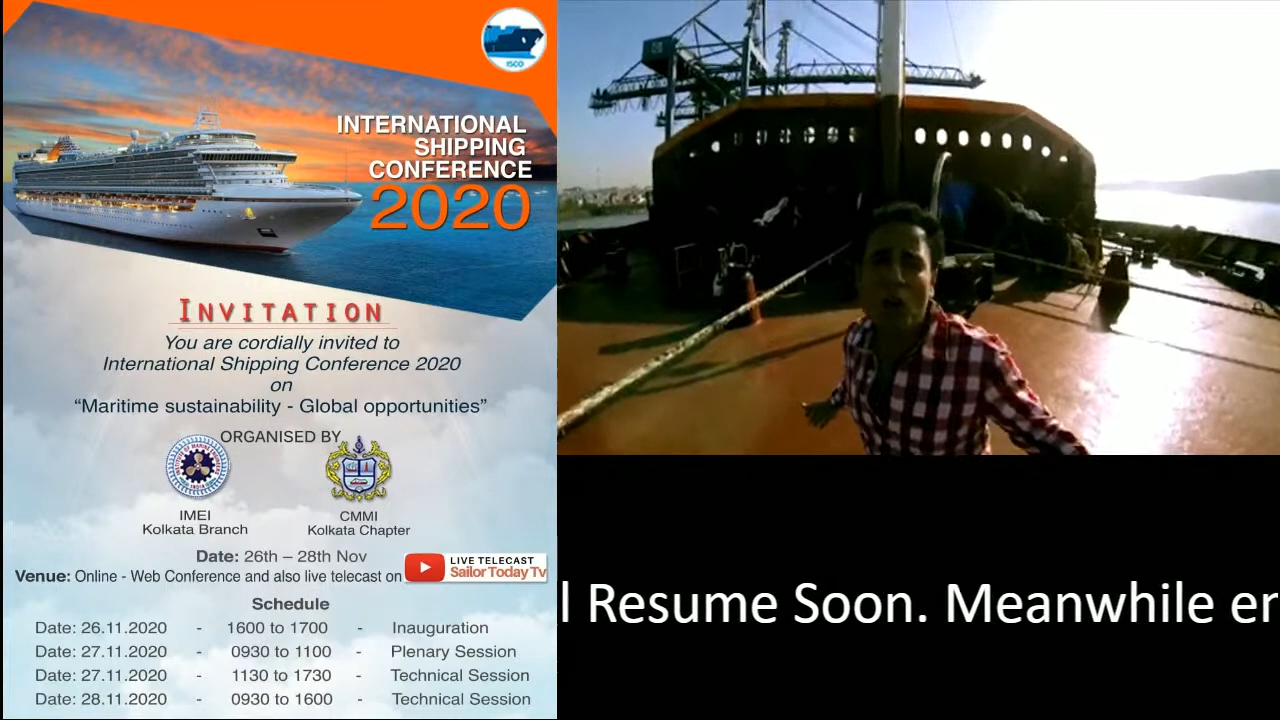 ISCO
INTERNATIONAL
SHIPPING
CONFERENCE
2020
INVITATION
You are cordially invited to
International Shipping Conference 2020
on
“Maritime sustainability - Global opportunities”
ORGANISED BY
IMEI
Kolkata Branch
CMMI
Kolkata Chapter
Date: 26th – 28th Nov
Venue: Online - Web Conference and also live telecast on
LIVE TELECAST
Sailor Today Tv
Schedule
Date: 26.11.2020 - 1600 to 1700 - Inauguration
Date: 27.11.2020 - 0930 to 1100 - Plenary Session
Date: 27.11.2020 - 1130 to 1730 - Technical Session
Date: 28.11.2020 - 0930 to 1600 - Technical Session
l Resume Soon. Meanwhile er